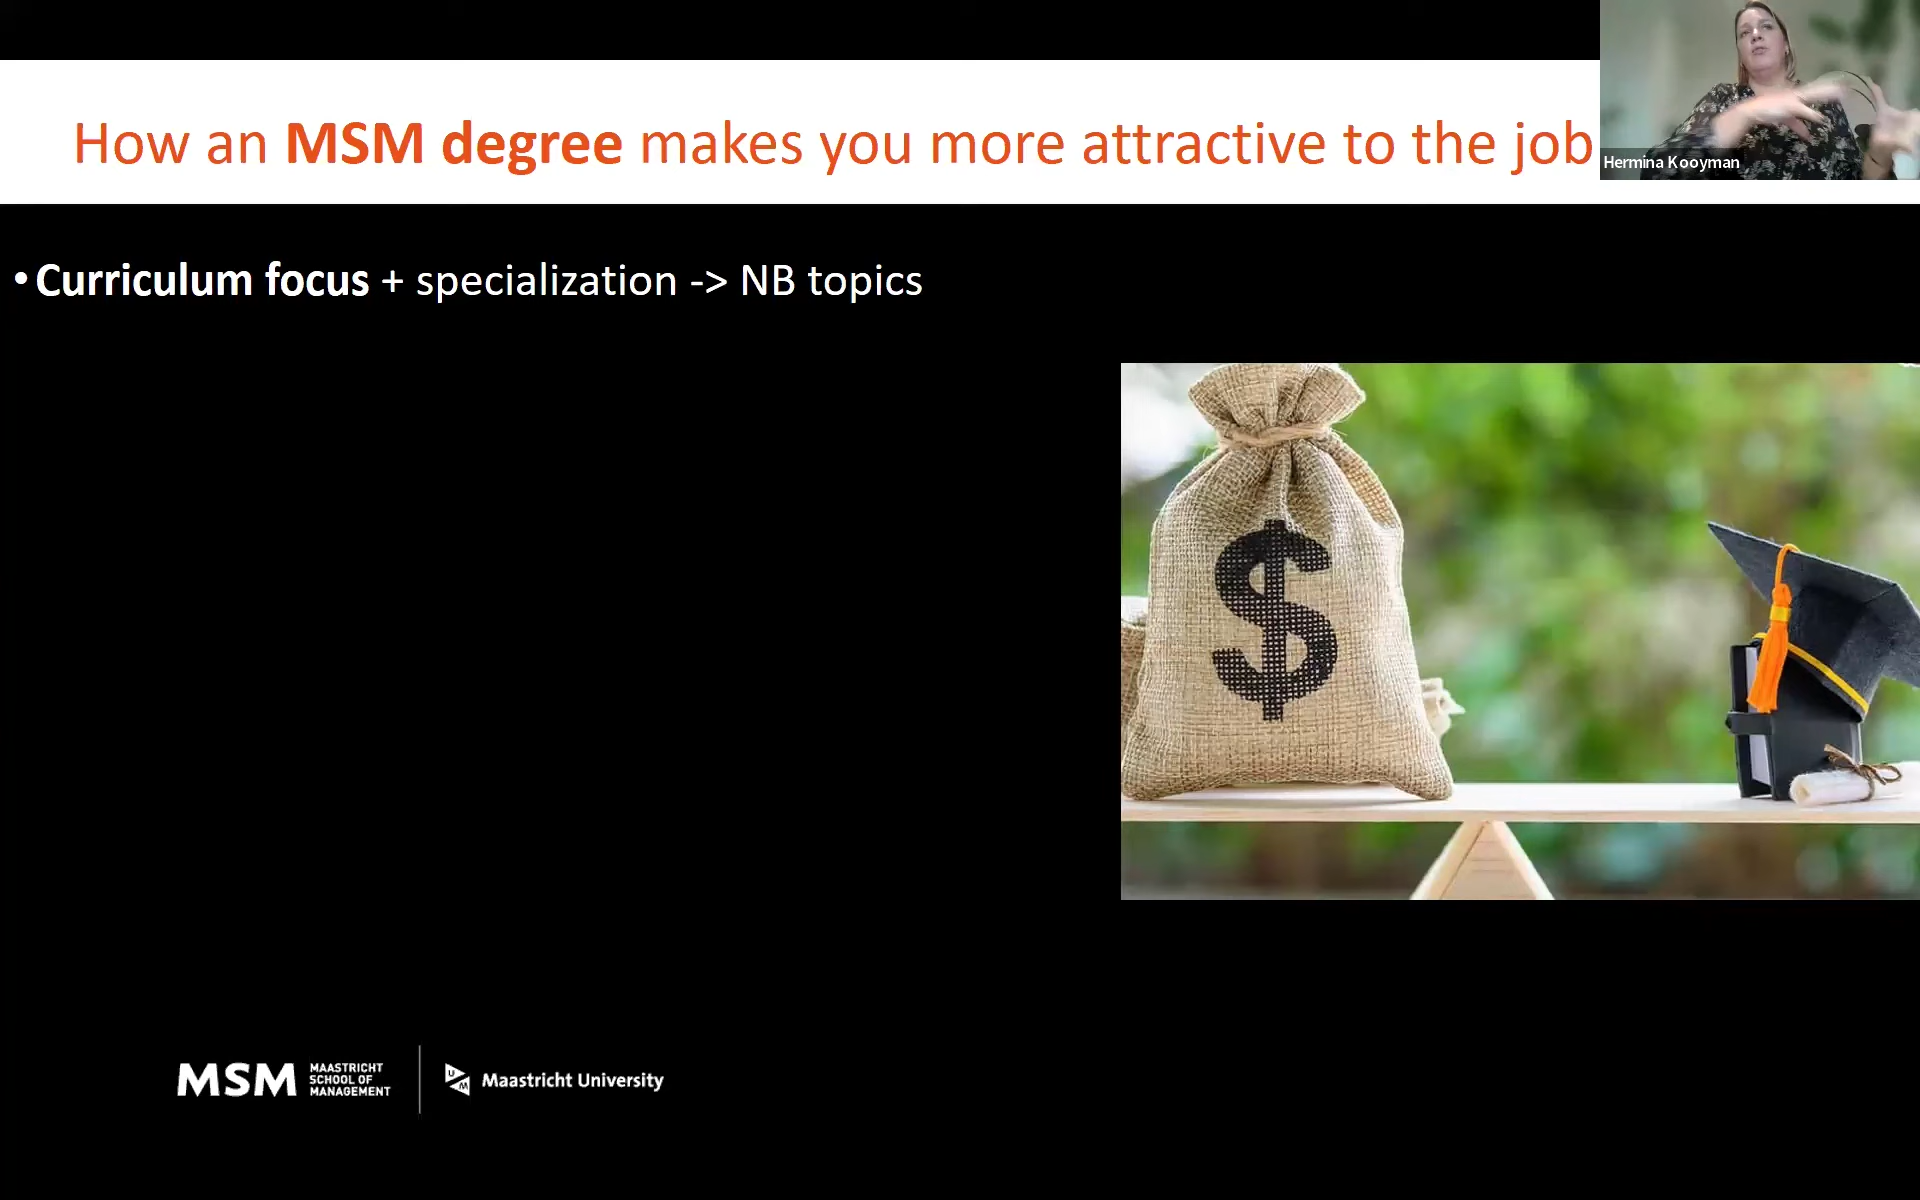 How an MSM degree makes you more attractive to the job
Hermina Kooyman
• Curriculum focus + specialization -> NB topics
$
MSM MAASTRICHT
SCHOOL OF
MANAGEMENT
UM Maastricht University